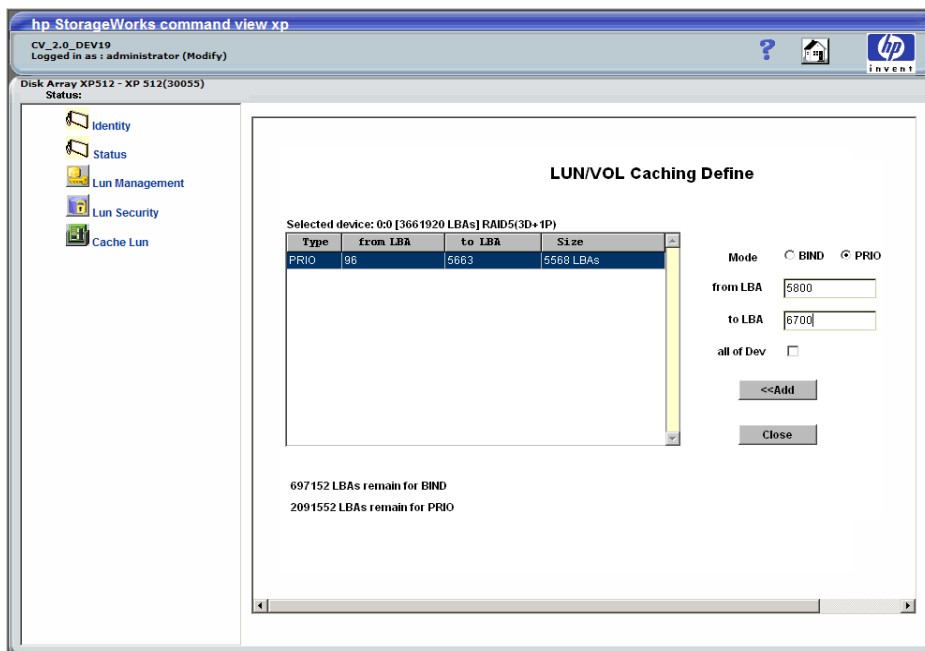 hp StorageWorks command view xp
CV_2.0_DEV19
Logged in as : administrator (Modify)
?
hp
invent
Disk Array XP512 - XP 512(30055)
Status:
Identity
Status
Lun Management
Lun Security
Cache Lun
LUN/VOL Caching Define
Selected device: 0:0 [3661920 LBAs] RAID5(3D+1P)
Type from LBA to LBA Size
PRIO 96 5663 5568 LBAs
Mode BIND PRIO
from LBA 5800
to LBA 6700
all of Dev
<<Add
Close
697152 LBAs remain for BIND
2091552 LBAs remain for PRIO